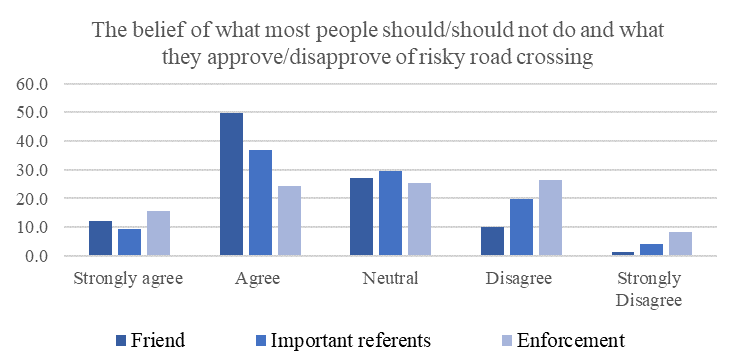 The belief of what most people should/should not do and what
they approve/disapprove of risky road crossing
60.0
50.0
40.0
30.0
20.0
10.0
0.0
Strongly agree Agree Neutral Disagree Strongly
Disagree
Friend Important referents Enforcement